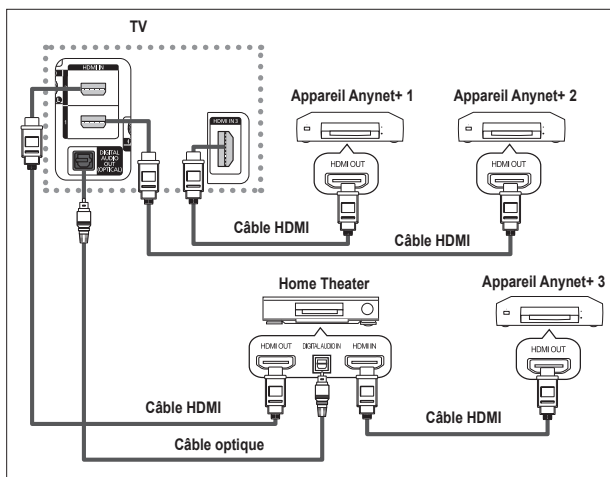 TV
HDMI IN
DIGITAL
AUDIO
OUT
(OPTICAL)
HDMI IN 3
Appareil Anynet+ 1
Appareil Anynet+ 2
HDMI OUT
HDMI OUT
Câble HDMI
Câble HDMI
Home Theater
Appareil Anynet+ 3
HDMI OUT
DIGITAL AUDIO IN
HDMI IN
HDMI OUT
Câble HDMI
Câble HDMI
Câble optique